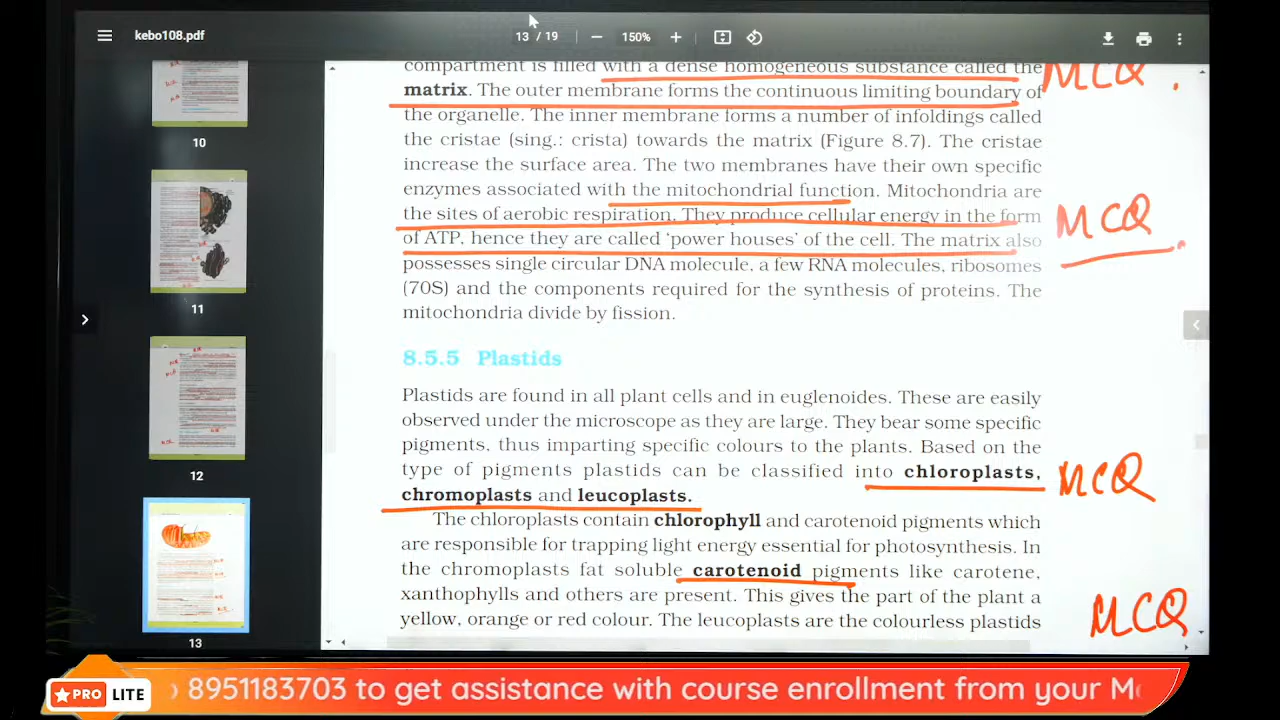 kebo108.pdf
13 / 19
150%
compartment is filled with a dense homogeneous substance called the
matrix. The outer membrane forms the continuous limiting boundary of
MCQ.
the organelle. The inner membrane forms a number of infoldings called
the cristae (sing.: crista) towards the matrix (Figure 8.7). The cristae
increase the surface area. The two membranes have their own specific
enzymes associated with the mitochondrial function. Mitochondria are
the sites of aerobic respiration. They produce cellular energy in the form
MCQ.
of ATP, hence they are called 'power houses of the cell'. The matrix also
possesses single circular DNA molecule, a few RNA molecules, ribosomes
(70S) and the components required for the synthesis of proteins. The
mitochondria divide by fission.
8.5.5 Plastids
Plastids are found in all plant cells and in euglenoides. These are easily
observed under the microscope as they are large. They bear some specific
pigments, thus imparting specific colours to the plants. Based on the
type of pigments plastids can be classified into chloroplasts,
MCQ
chromoplasts and leucoplasts.
The chloroplasts contain chlorophyll and carotenoid pigments which
are responsible for trapping light energy essential for photosynthesis. In
the chromoplasts fat soluble carotenoid pigments like carotene,
xanthophylls and others are present. This gives the part of the plant a
MCQ
yellow, orange or red colour. The leucoplasts are the colourless plastids
10
11
12
13
PRO LITE
8951183703 to get assistance with course enrollment from your